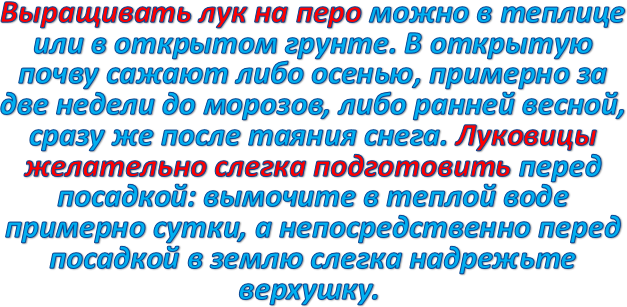 Выращивать лук на перо можно в теплице
или в открытом грунте. В открытую
почву сажают либо осенью, примерно за
две недели до морозов, либо ранней весной,
сразу же после таяния снега. Луковицы
желательно слегка подготовить перед
посадкой: вымочите в теплой воде
примерно сутки, а непосредственно перед
посадкой в землю слегка надрежьте
верхушку.